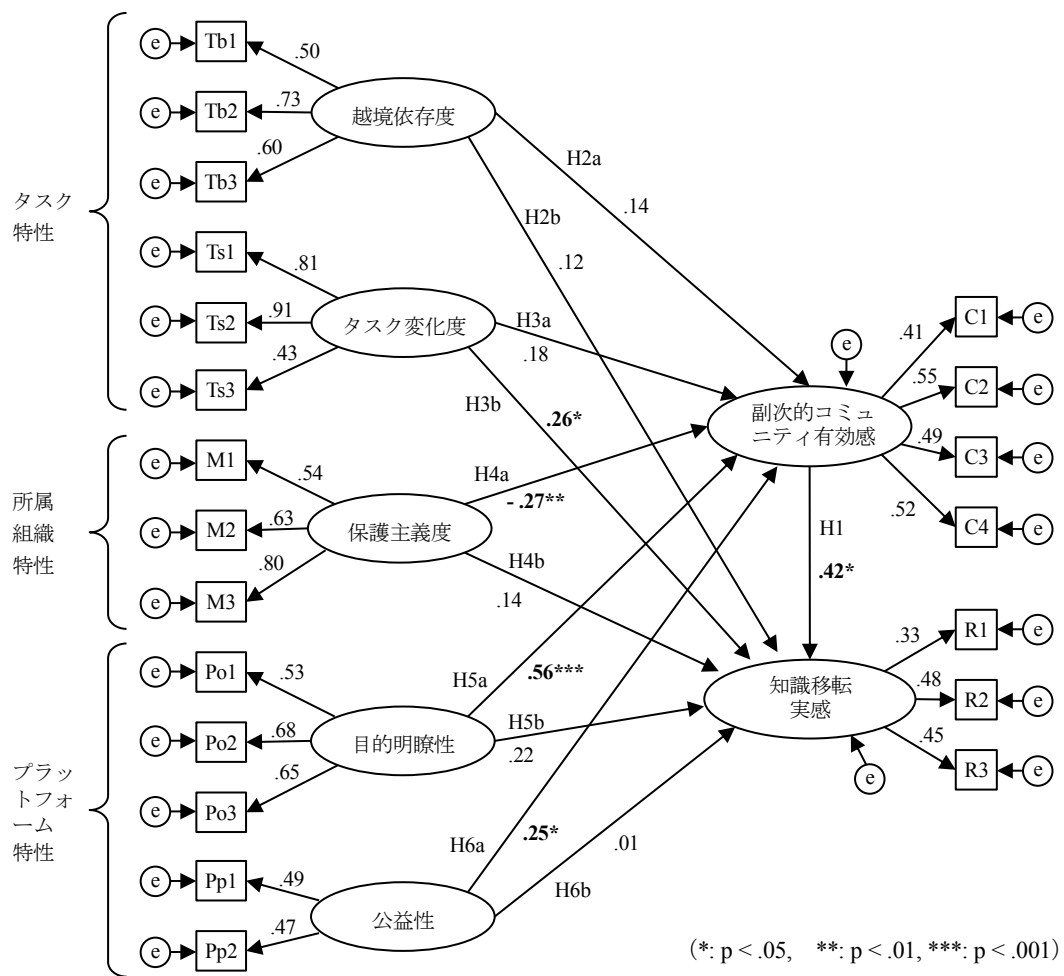 タスク
特性
所属
組織
特性
プラッ
トフォ
ーム
特性
e
Tb1
.50
e
Tb2
.73
e
Tb3
.60
越境依存度
e
Ts1
.81
e
Ts2
.91
e
Ts3
.43
タスク変化度
e
M1
.54
e
M2
.63
e
M3
.80
保護主義度
e
Po1
.53
e
Po2
.68
e
Po3
.65
目的明瞭性
e
Pp1
.49
e
Pp2
.47
公益性
H2a
.14
H2b
.12
H3a
.18
H3b
.26*
H4a
- .27**
H4b
.14
H5a
.56***
H5b
.22
H6a
.25*
H6b
.01
e
副次的コミュ
ニティ有効感
H1
.42*
知識移転
実感
e
.41
C1
e
.55
C2
e
.49
C3
e
.52
C4
e
.33
R1
e
.48
R2
e
.45
R3
e
(*: p < .05, **: p < .01, ***: p < .001)